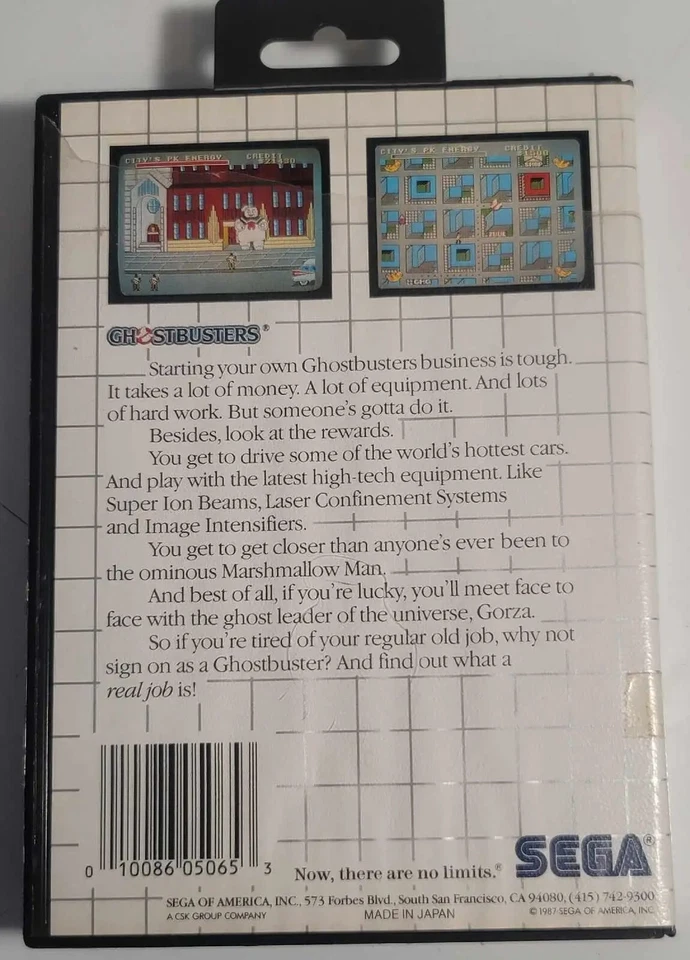 CITY'S PK ENERGY CREDIT
CITY'S PK ENERGY CREDIT
GHOSTBUSTERS®
Starting your own Ghostbusters business is tough.
It takes a lot of money. A lot of equipment. And lots
of hard work. But someone's gotta do it.
Besides, look at the rewards.
You get to drive some of the world's hottest cars.
And play with the latest high-tech equipment. Like
Super Ion Beams, Laser Confinement Systems
and Image Intensifiers.
You get to get closer than anyone's ever been to
the ominous Marshmallow Man.
And best of all, if you're lucky, you'll meet face to
face with the ghost leader of the universe, Gorza.
So if you're tired of your regular old job, why not
sign on as a Ghostbuster? And find out what a
real job is!
0 10086 05065 3
Now, there are no limits.®
SEGA®
SEGA OF AMERICA, INC., 573 Forbes Blvd., South San Francisco, CA 94080, (415) 742-9300
A CSK GROUP COMPANY MADE IN JAPAN © 1987 SEGA OF AMERICA, INC.